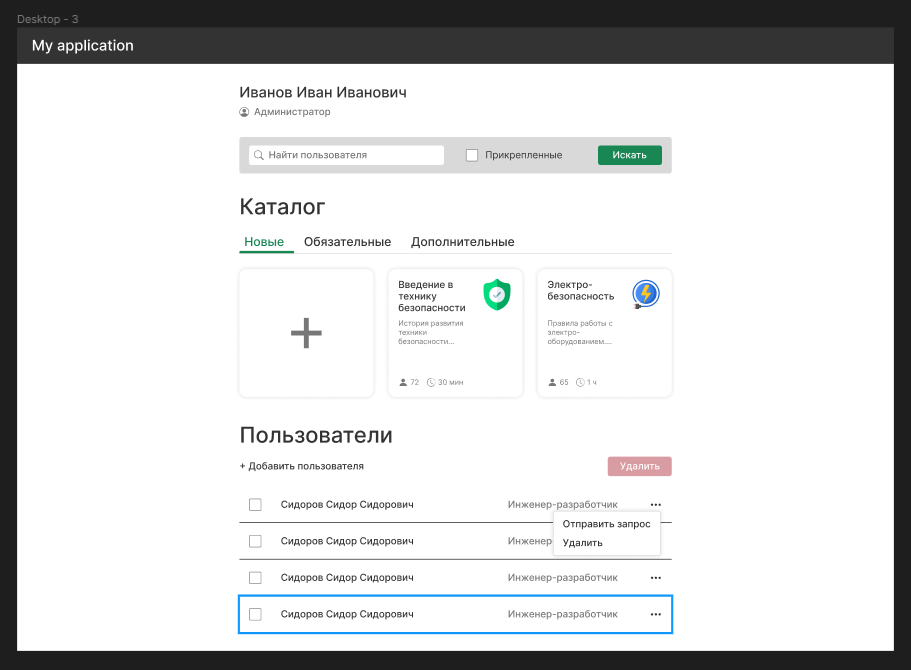 Desktop - 3
My application
Иванов Иван Иванович
Администратор
Найти пользователя
Прикрепленные
Искать
Каталог
Новые Обязательные Дополнительные
Введение в
технику
безопасности
История развития
техники
безопасности...
72 30 мин
Электро-
безопасность
Правила работы с
электро-
оборудованием....
65 1 ч
Пользователи
+ Добавить пользователя
Удалить
Сидоров Сидор Сидорович Инженер-разработчик ...
Отправить запрос
Удалить
Сидоров Сидор Сидорович Инженер
Сидоров Сидор Сидорович Инженер-разработчик ...
Сидоров Сидор Сидорович Инженер-разработчик ...